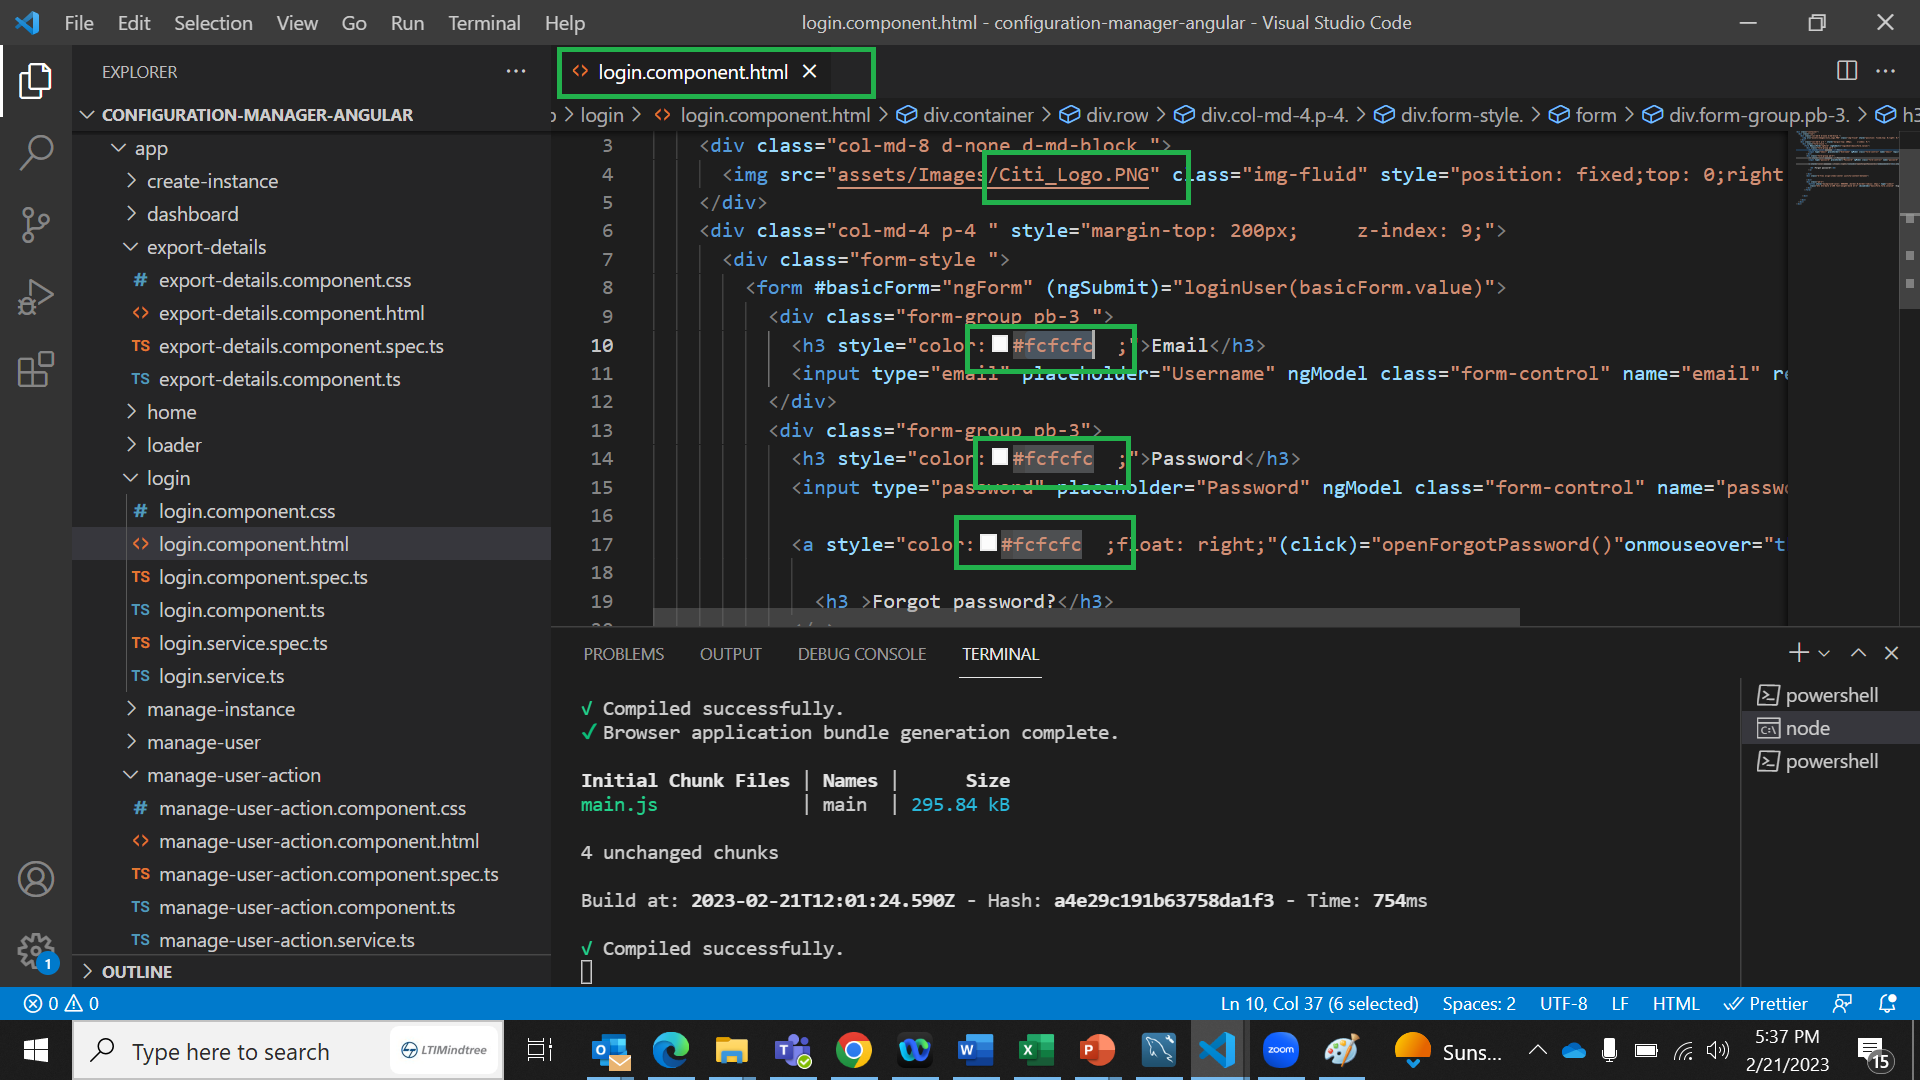 File Edit Selection View Go Run Terminal Help
login.component.html - configuration-manager-angular - Visual Studio Code
EXPLORER
CONFIGURATION-MANAGER-ANGULAR
app
create-instance
dashboard
export-details
# export-details.component.css
<> export-details.component.html
TS export-details.component.spec.ts
TS export-details.component.ts
home
loader
login
# login.component.css
<> login.component.html
TS login.component.spec.ts
TS login.component.ts
TS login.service.spec.ts
TS login.service.ts
manage-instance
manage-user
manage-user-action
# manage-user-action.component.css
<> manage-user-action.component.html
TS manage-user-action.component.spec.ts
TS manage-user-action.component.ts
TS manage-user-action.service.ts
OUTLINE
1
<> login.component.html
> login > <> login.component.html > div.container > div.row > div.col-md-4.p-4. > div.form-style. > form > div.form-group.pb-3. > h3
3 <div class="col-md-8 d-none d-md-block ">
4 <img src="assets/Images/Citi_Logo.PNG" class="img-fluid" style="position: fixed;top: 0;right
5 </div>
6 <div class="col-md-4 p-4 " style="margin-top: 200px; z-index: 9;">
7 <div class="form-style ">
8 <form #basicForm="ngForm" (ngSubmit)="loginUser(basicForm.value)">
9 <div class="form-group pb-3 ">
10 <h3 style="color: #fcfcfc ;">Email</h3>
11 <input type="email" placeholder="Username" ngModel class="form-control" name="email" re
12 </div>
13 <div class="form-group pb-3">
14 <h3 style="color: #fcfcfc ;">Password</h3>
15 <input type="password" placeholder="Password" ngModel class="form-control" name="passwo
16
17 <a style="color: #fcfcfc ;float: right;"(click)="openForgotPassword()"onmouseover="t
18
19 <h3 >Forgot password?</h3>
PROBLEMS OUTPUT DEBUG CONSOLE TERMINAL
√ Compiled successfully.
✔ Browser application bundle generation complete.
Initial Chunk Files | Names | Size
main.js | main | 295.84 kB
4 unchanged chunks
Build at: 2023-02-21T12:01:24.590Z - Hash: a4e29c191b63758da1f3 - Time: 754ms
√ Compiled successfully.
powershell
node
powershell
0 0
Ln 10, Col 37 (6 selected) Spaces: 2 UTF-8 LF HTML Prettier
Type here to search
LTIMindtree
zoom
Suns...
5:37 PM
2/21/2023
15